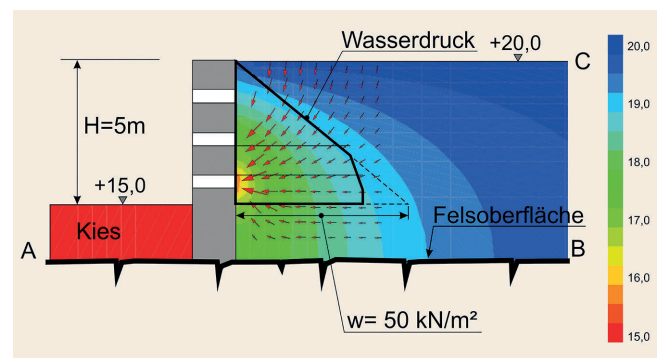 Wasserdruck
+20,0
C
H=5m
+15,0
Kies
A
Felsoberfläche
B
w= 50 kN/m²
20,0
19,0
18,0
17,0
16,0
15,0